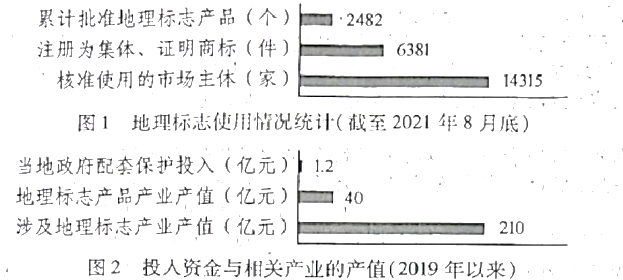 累计批准地理标志产品（个） 2482
注册为集体、证明商标（件） 6381
核准使用的市场主体（家） 14315
图1 地理标志使用情况统计（截至2021年8月底）
当地政府配套保护投入（亿元） 1.2
地理标志产品产业产值（亿元） 40
涉及地理标志产业产值（亿元） 210
图2 投入资金与相关产业的产值（2019年以来）